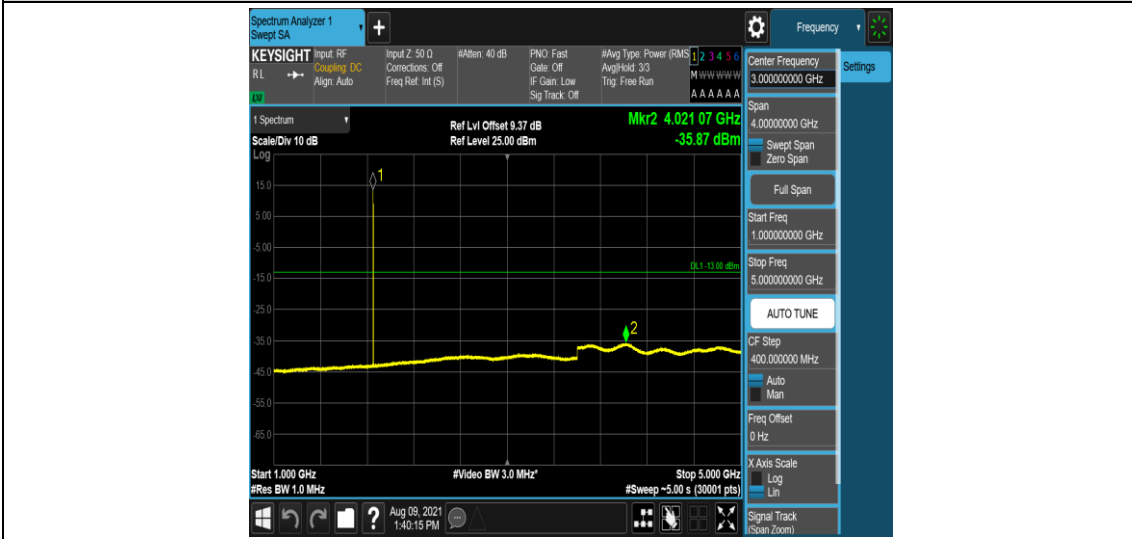 Spectrum Analyzer 1
Swept SA
+
Frequency
KEYSIGHT
RL
Input: RF
Coupling: DC
Align: Auto
Input Z: 50 Ω
Corrections: Off
Freq Ref: Int (S)
#Atten: 40 dB
PNO: Fast
Gate: Off
IF Gain: Low
Sig Track: Off
#Avg Type: Power (RMS
Avg|Hold: 3/3
Trig: Free Run
1 2 3 4 5 6
M W W W W W
A A A A A A
1 Spectrum
Scale/Div 10 dB
Log
Ref Lvl Offset 9.37 dB
Ref Level 25.00 dBm
Mkr2 4.021 07 GHz
-35.87 dBm
1
15.0
5.00
-5.00
DL1 -13.00 dBm
-15.0
-25.0
2
-35.0
-45.0
-55.0
-65.0
Start 1.000 GHz
#Res BW 1.0 MHz
#Video BW 3.0 MHz*
Stop 5.000 GHz
#Sweep ~5.00 s (30001 pts)
?
Aug 09, 2021
1:40:15 PM
Center Frequency
3.000000000 GHz
Settings
Span
4.00000000 GHz
Swept Span
Zero Span
Full Span
Start Freq
1.000000000 GHz
Stop Freq
5.000000000 GHz
AUTO TUNE
CF Step
400.000000 MHz
Auto
Man
Freq Offset
0 Hz
X Axis Scale
Log
Lin
Signal Track
(Span Zoom)